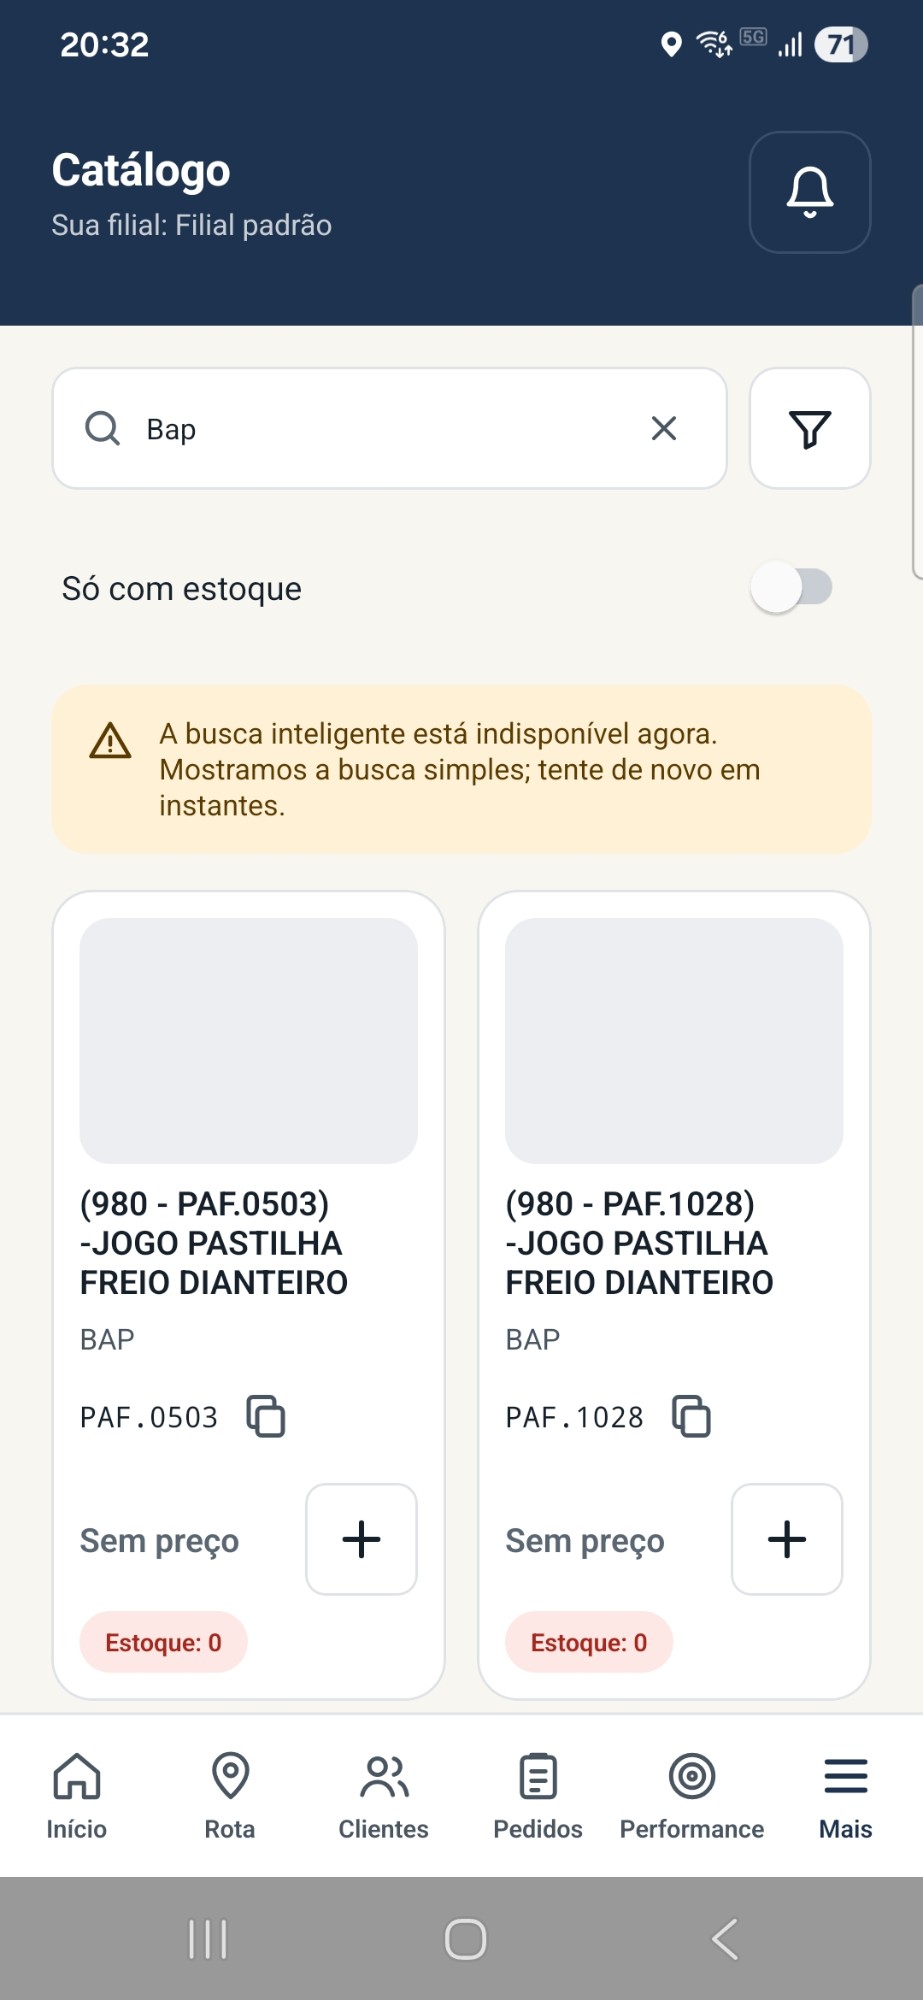 20:32
6
5G
71
Catálogo
Sua filial: Filial padrão
Bap
Só com estoque
A busca inteligente está indisponível agora.
Mostramos a busca simples; tente de novo em
instantes.
(980 - PAF.0503)
-JOGO PASTILHA
FREIO DIANTEIRO
BAP
PAF.0503
Sem preço
Estoque: 0
(980 - PAF.1028)
-JOGO PASTILHA
FREIO DIANTEIRO
BAP
PAF.1028
Sem preço
Estoque: 0
Início
Rota
Clientes
Pedidos
Performance
Mais